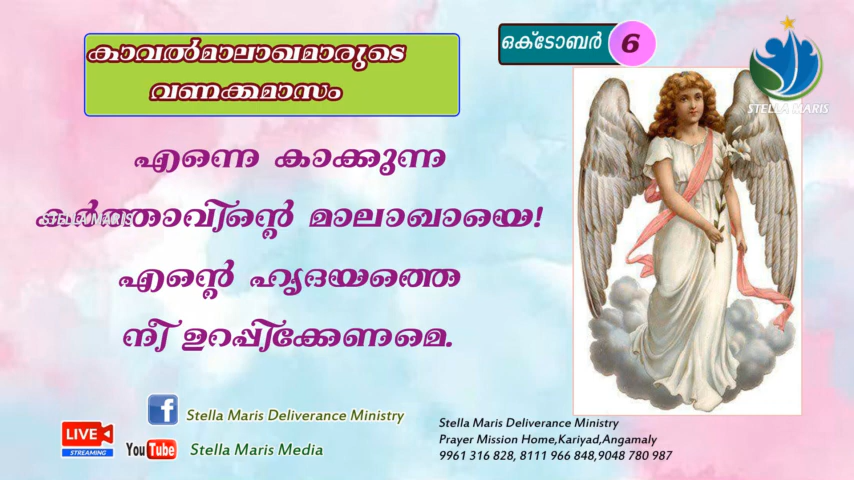 കാവൽമാലാഖമാരുടെ
വണക്കമാസം
ഒക്ടോബർ 6
STELLA MARIS
എന്നെ കാക്കുന്ന
കർത്താവിന്റെ മാലാഖായെ!
STELLA MARIS
എന്റെ ഹൃദയത്തെ
നീ ഉറപ്പിക്കേണമെ.
Stella Maris Deliverance Ministry
LIVE
STREAMING
YouTube
Stella Maris Media
Stella Maris Deliverance Ministry
Prayer Mission Home,Kariyad,Angamaly
9961 316 828, 8111 966 848,9048 780 987